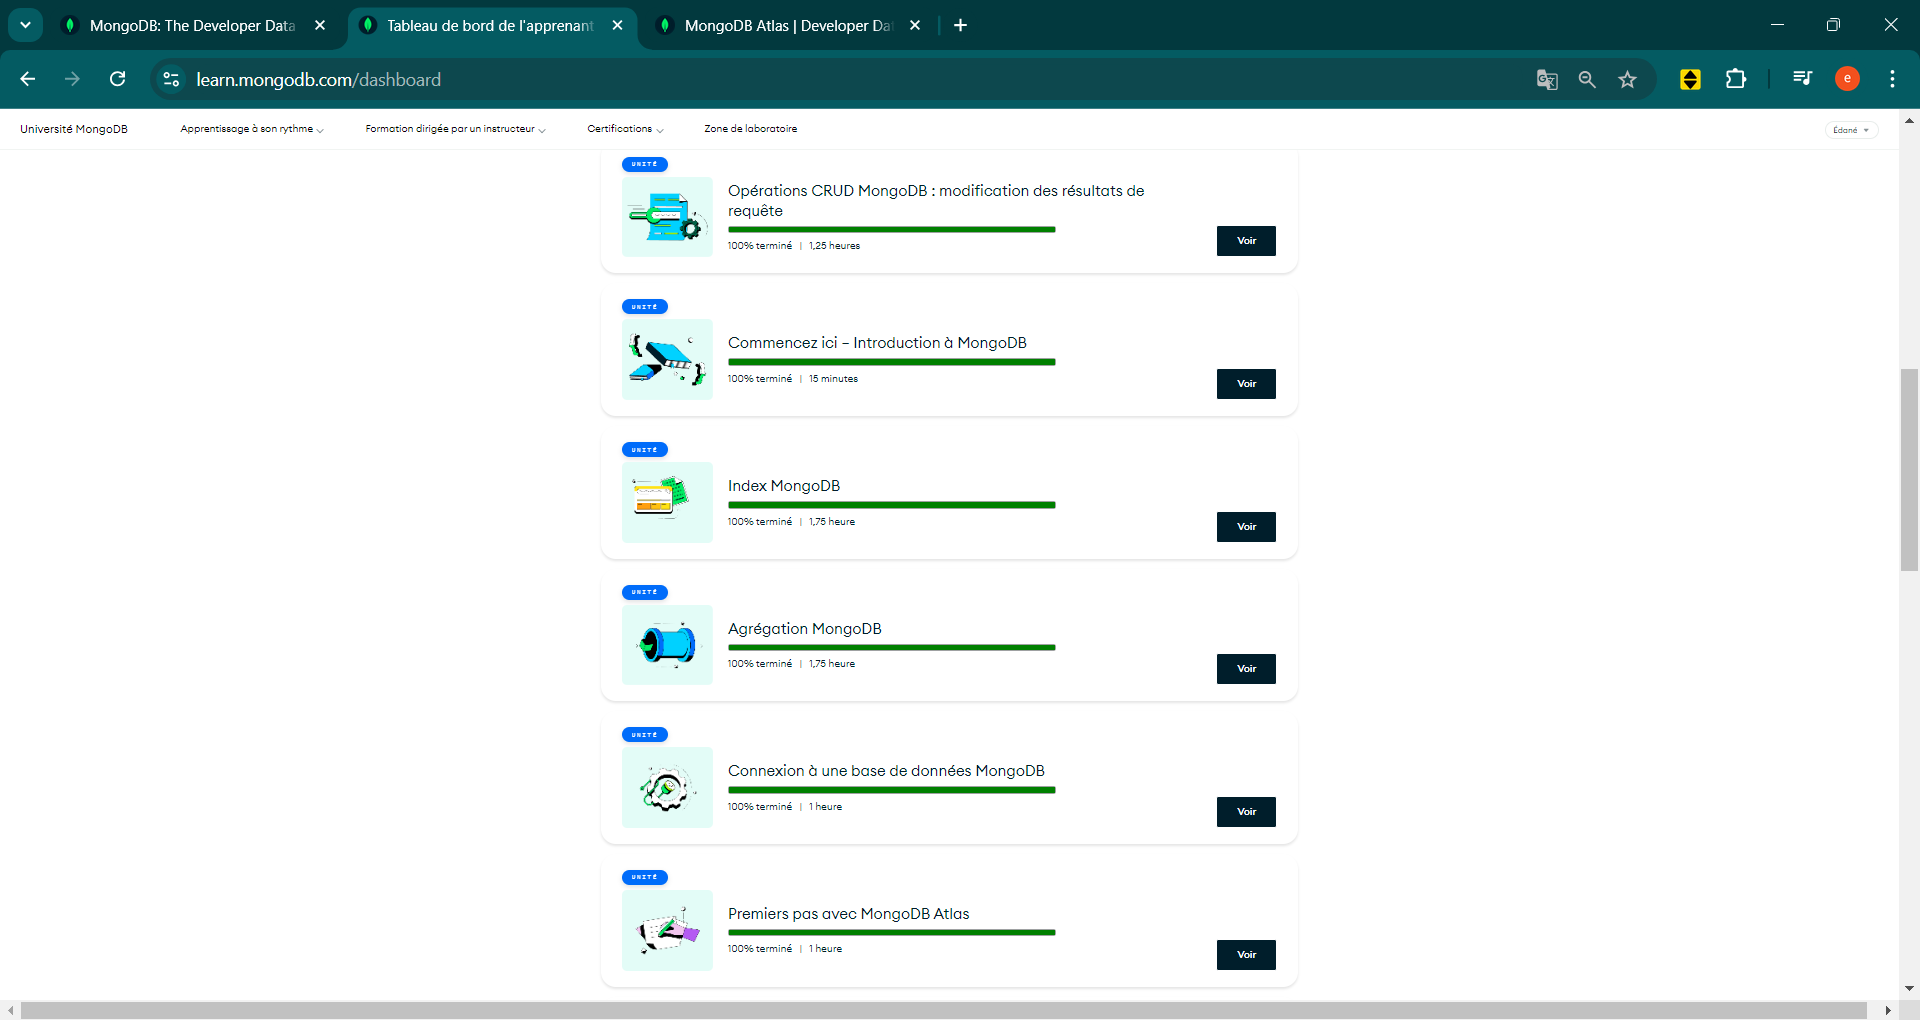 MongoDB: The Developer Data
Tableau de bord de l'apprenant
MongoDB Atlas | Developer Da
learn.mongodb.com/dashboard
e
Université MongoDB
Apprentissage à son rythme
Formation dirigée par un instructeur
Certifications
Zone de laboratoire
Édané
UNITÉ
Opérations CRUD MongoDB : modification des résultats de
requête
100% terminé | 1,25 heures
Voir
UNITÉ
Commencez ici – Introduction à MongoDB
100% terminé | 15 minutes
Voir
UNITÉ
Index MongoDB
100% terminé | 1,75 heure
Voir
UNITÉ
Agrégation MongoDB
100% terminé | 1,75 heure
Voir
UNITÉ
Connexion à une base de données MongoDB
100% terminé | 1 heure
Voir
UNITÉ
Premiers pas avec MongoDB Atlas
100% terminé | 1 heure
Voir